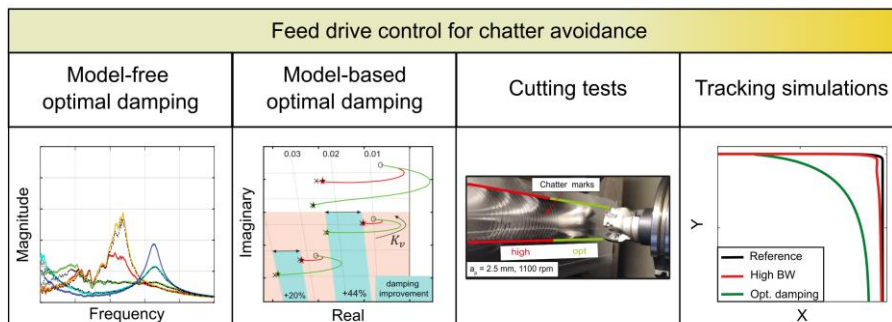 Feed drive control for chatter avoidance
Model-free
optimal damping
Model-based
optimal damping
Cutting tests
Tracking simulations
Magnitude
Frequency
Imaginary
0.03 0.02 0.01
Kv
+20%
+44%
damping
improvement
Real
Chatter marks
high
opt
= 2.5 mm, 1100 rpm
Y
Reference
High BW
Opt. damping
X